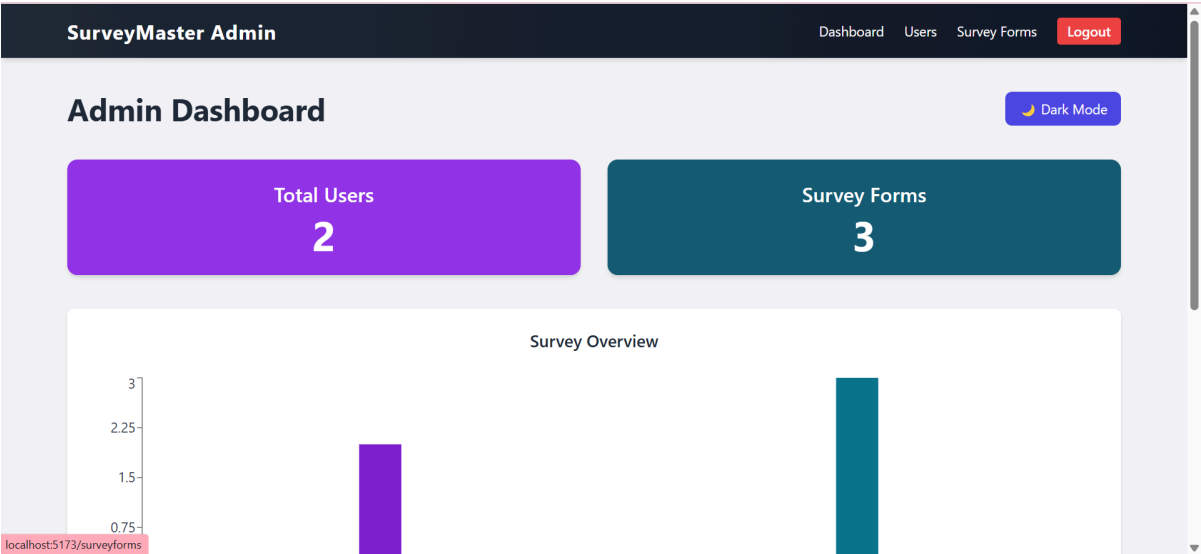 SurveyMaster Admin
Dashboard Users Survey Forms Logout
Admin Dashboard
🌙 Dark Mode
Total Users
2
Survey Forms
3
Survey Overview
3
2.25
1.5
0.75
localhost:5173/surveyforms